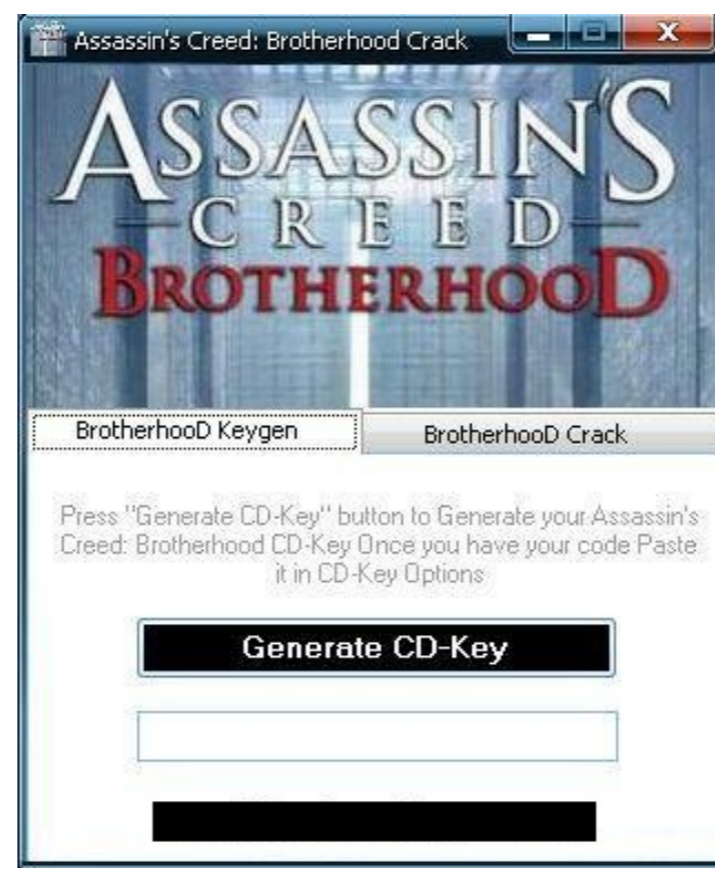 Assassin's Creed: Brotherhood Crack
ASSASSIN'S
CREED
BROTHERHOOD
BrotherhooD Keygen
BrotherhooD Crack
Press "Generate CD-Key" button to Generate your Assassin's
Creed: Brotherhood CD-Key Once you have your code Paste
it in CD-Key Options
Generate CD-Key